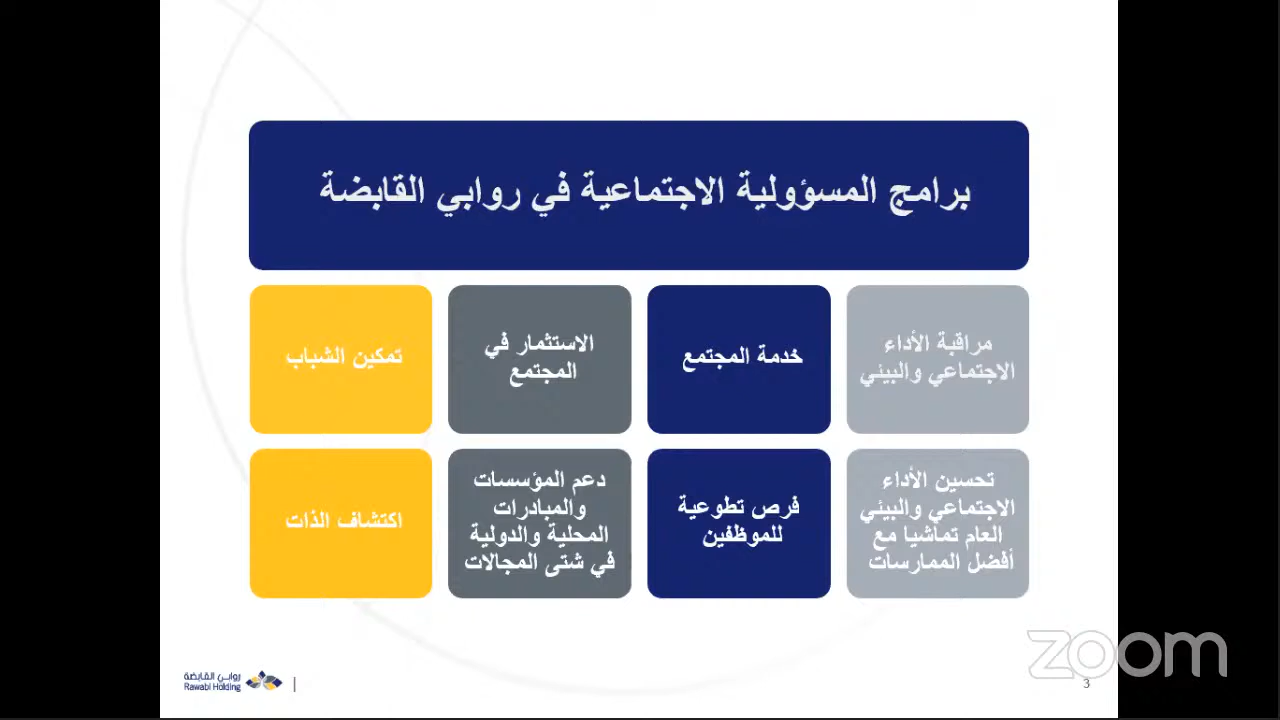 برامج المسؤولية الاجتماعية في روابي القابضة
مراقبة الأداء
الاجتماعي والبيئي
خدمة المجتمع
الاستثمار في
المجتمع
تمكين الشباب
تحسين الأداء
الاجتماعي والبيئي
العام تماشيا مع
أفضل الممارسات
فرص تطوعية
للموظفين
دعم المؤسسات
والمبادرات
المحلية والدولية
في شتى المجالات
اكتشاف الذات
روابي القابضة
Rawabi Holding
3
zoom